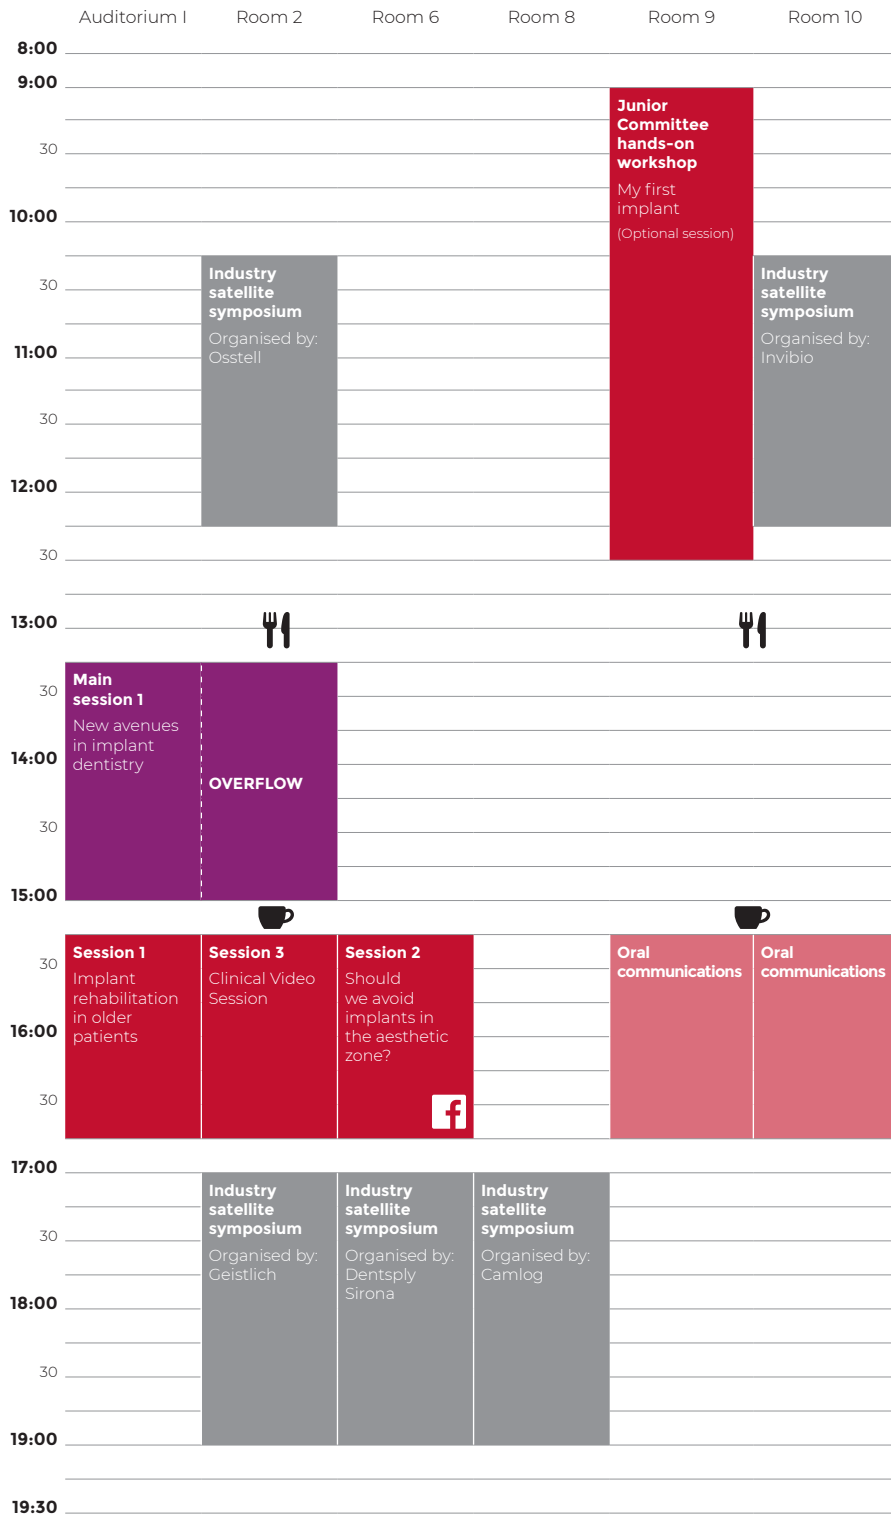 Auditorium I Room 2 Room 6 Room 8 Room 9 Room 10
8:00
9:00
Junior
Committee
hands-on
workshop
My first
implant
(Optional session)
30
10:00
Industry
satellite
symposium
Organised by:
Osstell
Industry
satellite
symposium
Organised by:
Invibio
30
11:00
30
12:00
30
13:00
Main
session 1
New avenues
in implant
dentistry
OVERFLOW
30
14:00
30
15:00
Session 1
Implant
rehabilitation
in older
patients
Session 3
Clinical Video
Session
Session 2
Should
we avoid
implants in
the aesthetic
zone?
Oral
communications
Oral
communications
30
16:00
30
17:00
Industry
satellite
symposium
Organised by:
Geistlich
Industry
satellite
symposium
Organised by:
Dentsply
Sirona
Industry
satellite
symposium
Organised by:
Camlog
30
18:00
30
19:00
19:30